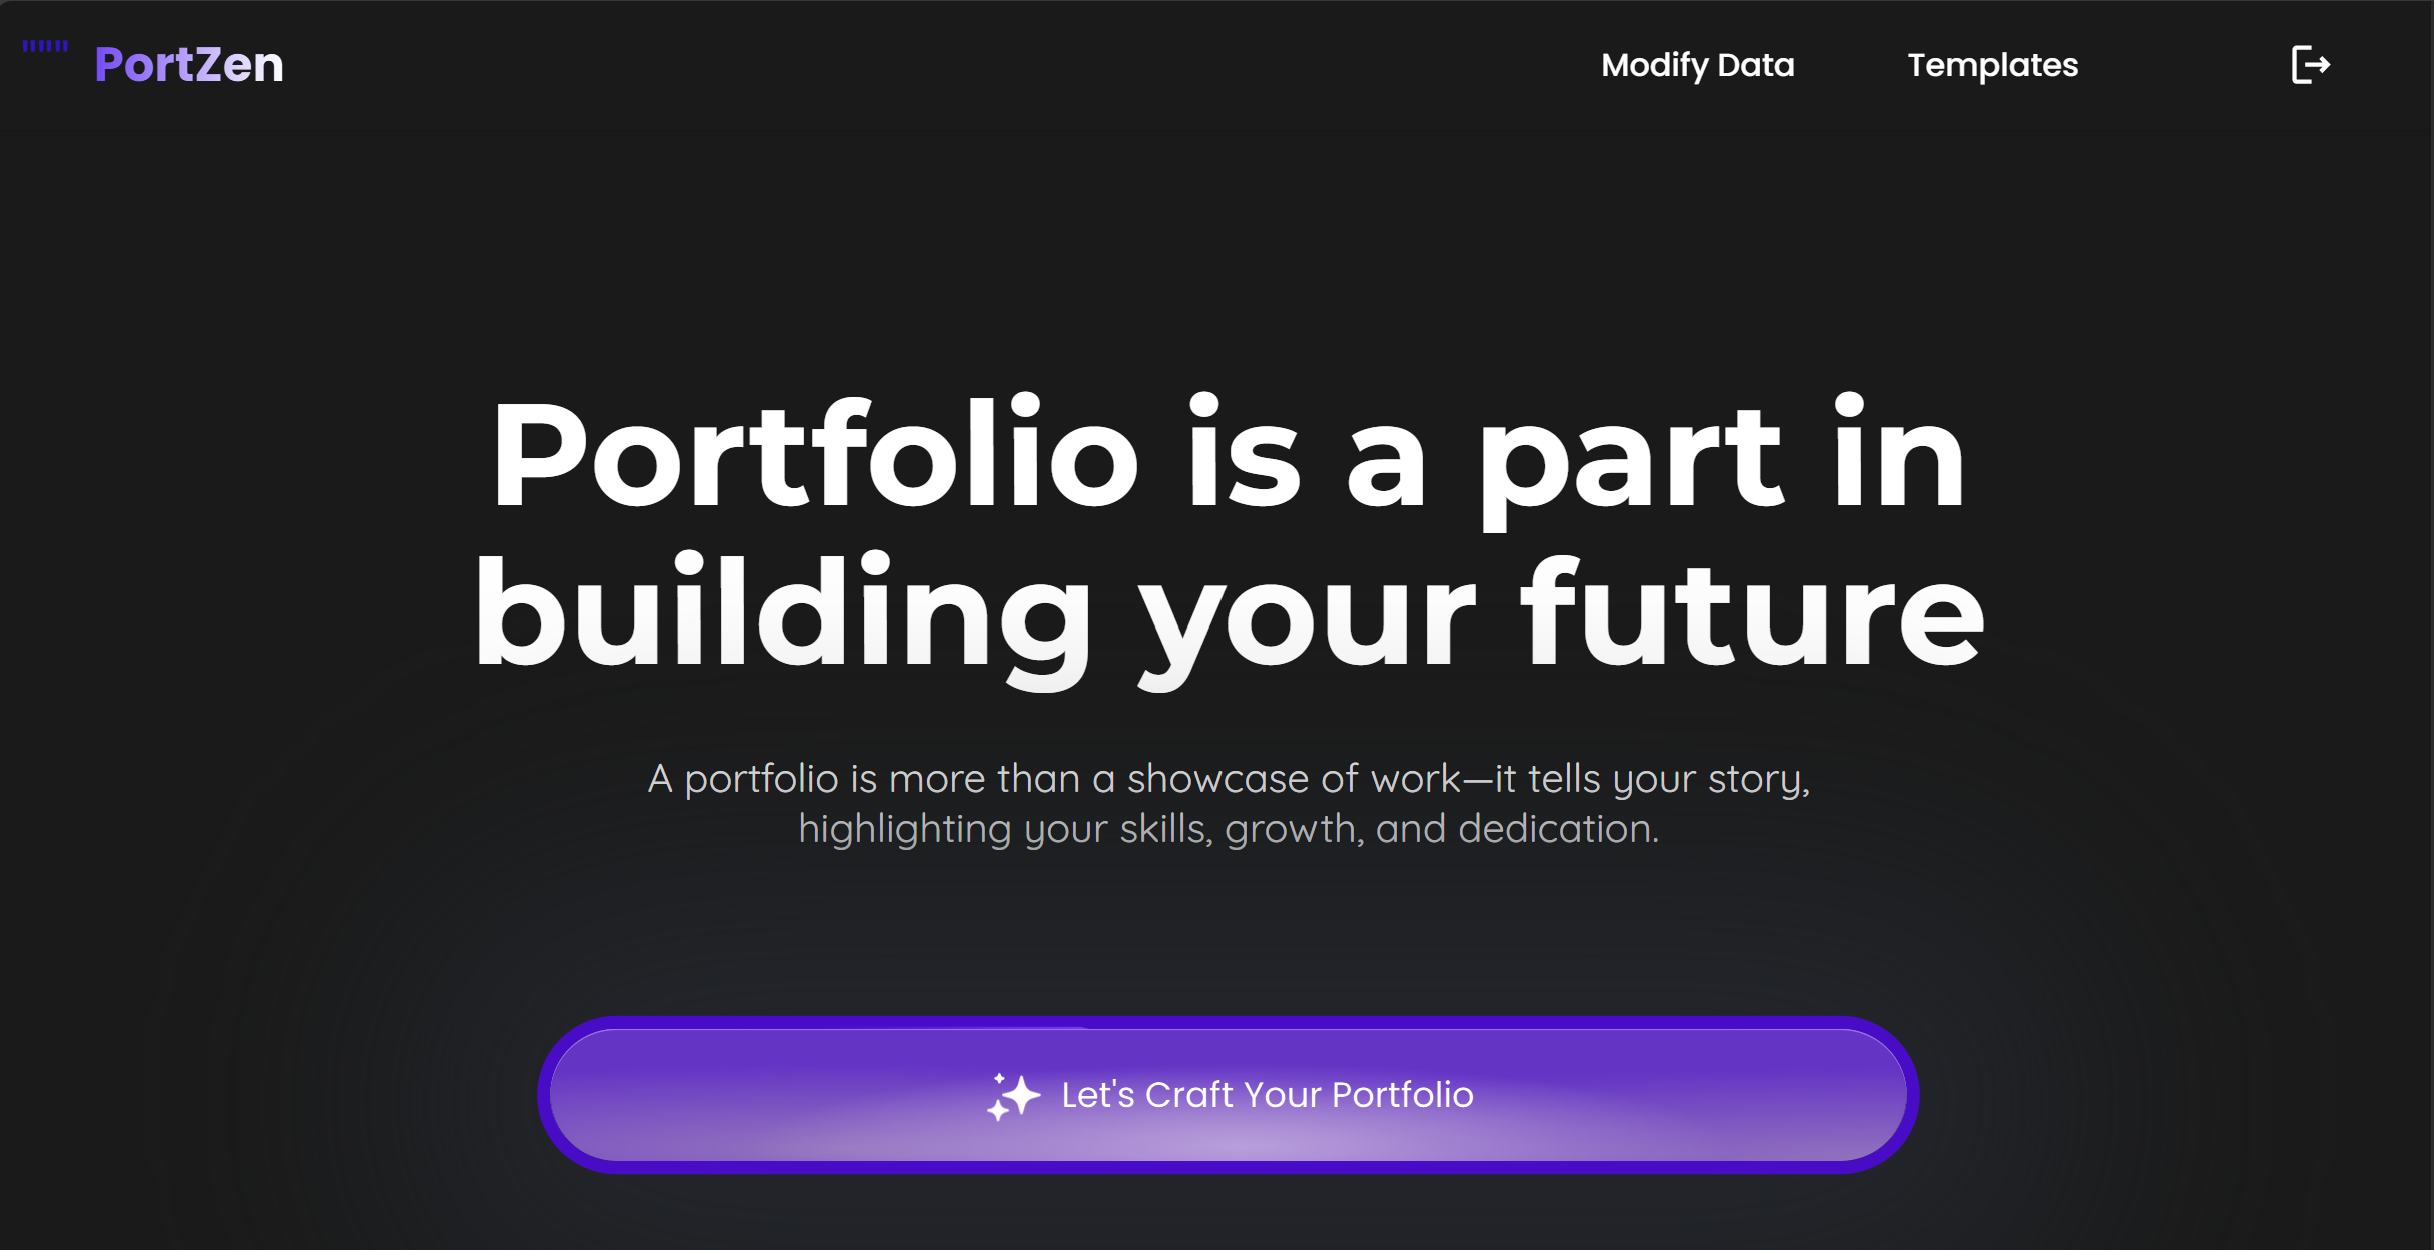 """"" PortZen
Modify Data
Templates
Portfolio is a part in
building your future
A portfolio is more than a showcase of work—it tells your story,
highlighting your skills, growth, and dedication.
Let's Craft Your Portfolio